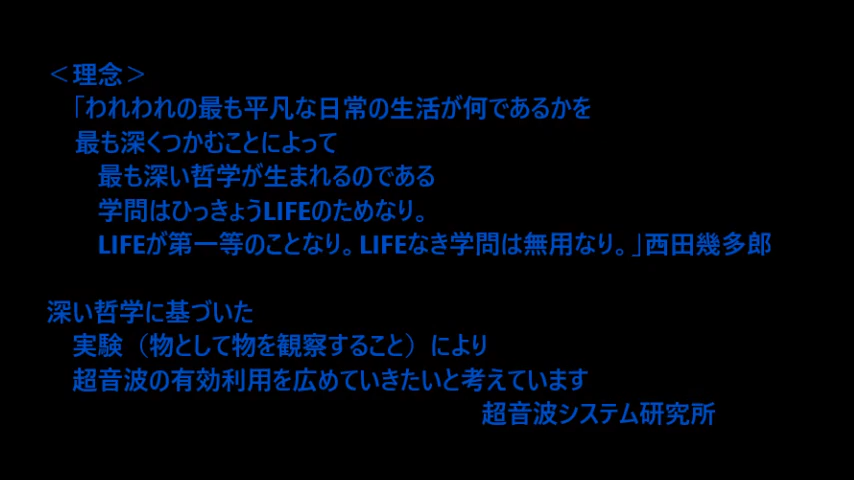 ＜理念＞
「われわれの最も平凡な日常の生活が何であるかを
最も深くつかむことによって
最も深い哲学が生まれるのである
学問はひっきょうLIFEのためなり。
LIFEが第一等のことなり。LIFEなき学問は無用なり。」西田幾多郎
深い哲学に基づいた
実験（物として物を観察すること）により
超音波の有効利用を広めていきたいと考えています
超音波システム研究所